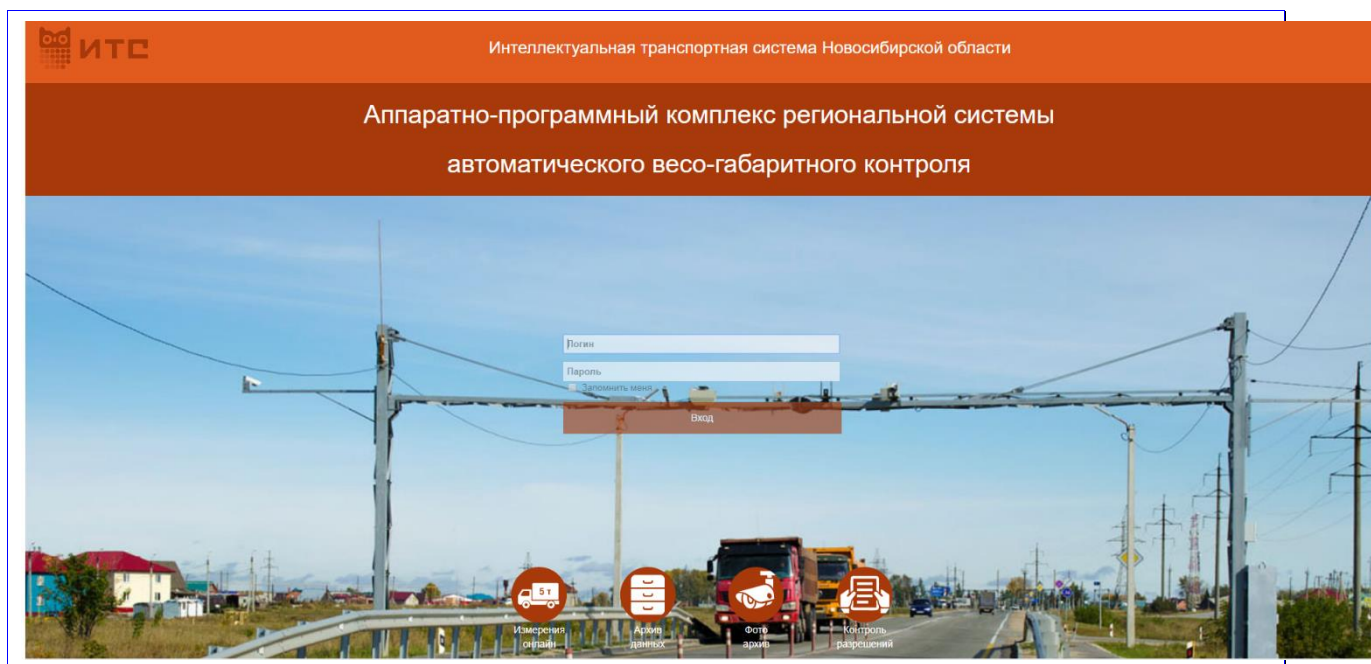 ИТС
Интеллектуальная транспортная система Новосибирской области
Аппаратно-программный комплекс региональной системы
автоматического весо-габаритного контроля
Логин
Пароль
Запомнить меня
Вход
5 т
Измерения
онлайн
Архив
данных
Фото
архив
Контроль
разрешений